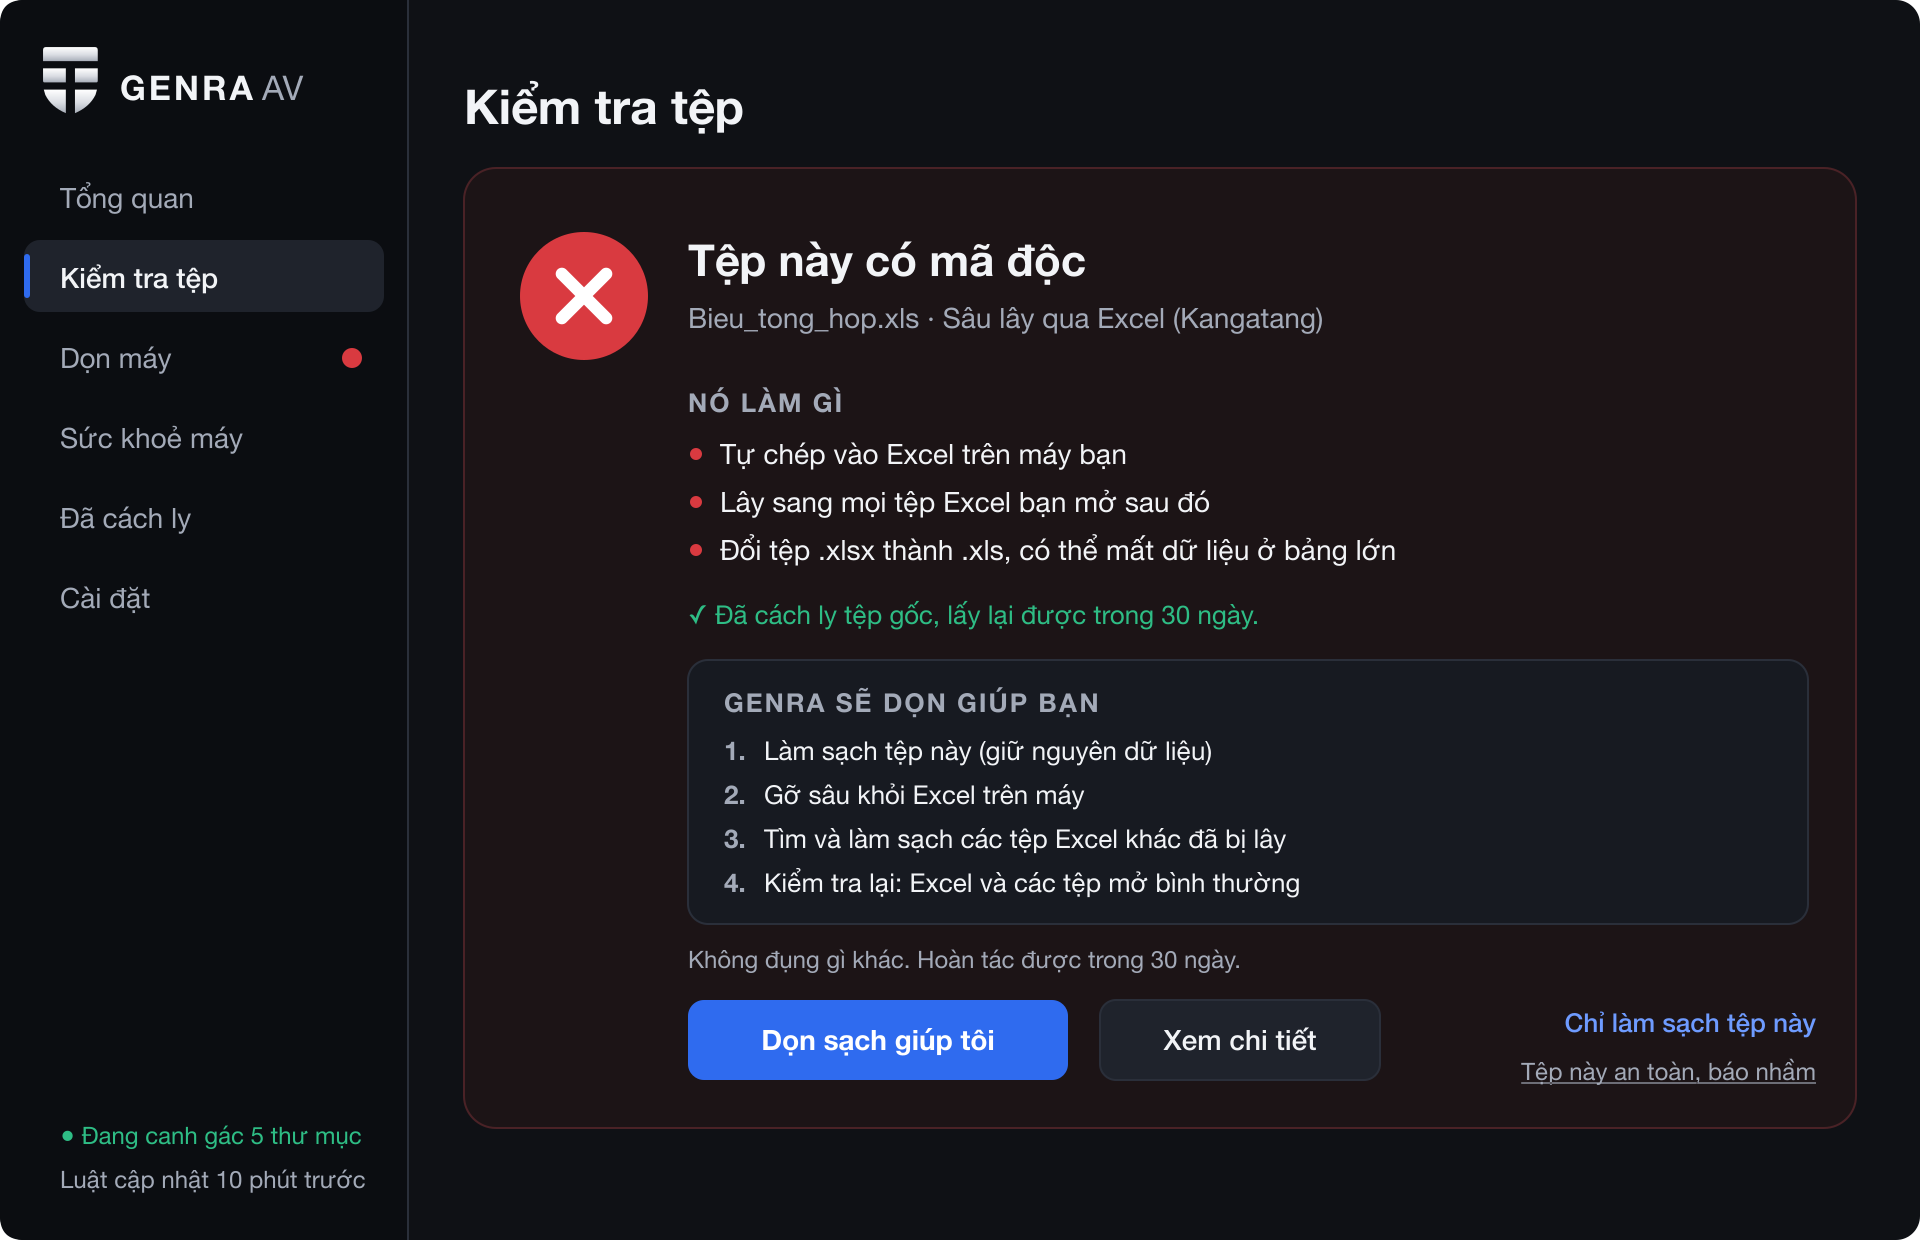 GENRA AV
Tổng quan
Kiểm tra tệp
Dọn máy
Sức khoẻ máy
Đã cách ly
Cài đặt
Đang canh gác 5 thư mục
Luật cập nhật 10 phút trước
Kiểm tra tệp
Tệp này có mã độc
Bieu_tong_hop.xls · Sâu lây qua Excel (Kangatang)
NÓ LÀM GÌ
Tự chép vào Excel trên máy bạn
Lây sang mọi tệp Excel bạn mở sau đó
Đổi tệp .xlsx thành .xls, có thể mất dữ liệu ở bảng lớn
✓ Đã cách ly tệp gốc, lấy lại được trong 30 ngày.
GENRA SẼ DỌN GIÚP BẠN
1. Làm sạch tệp này (giữ nguyên dữ liệu)
2. Gỡ sâu khỏi Excel trên máy
3. Tìm và làm sạch các tệp Excel khác đã bị lây
4. Kiểm tra lại: Excel và các tệp mở bình thường
Không đụng gì khác. Hoàn tác được trong 30 ngày.
Dọn sạch giúp tôi
Xem chi tiết
Chỉ làm sạch tệp này
Tệp này an toàn, báo nhầm